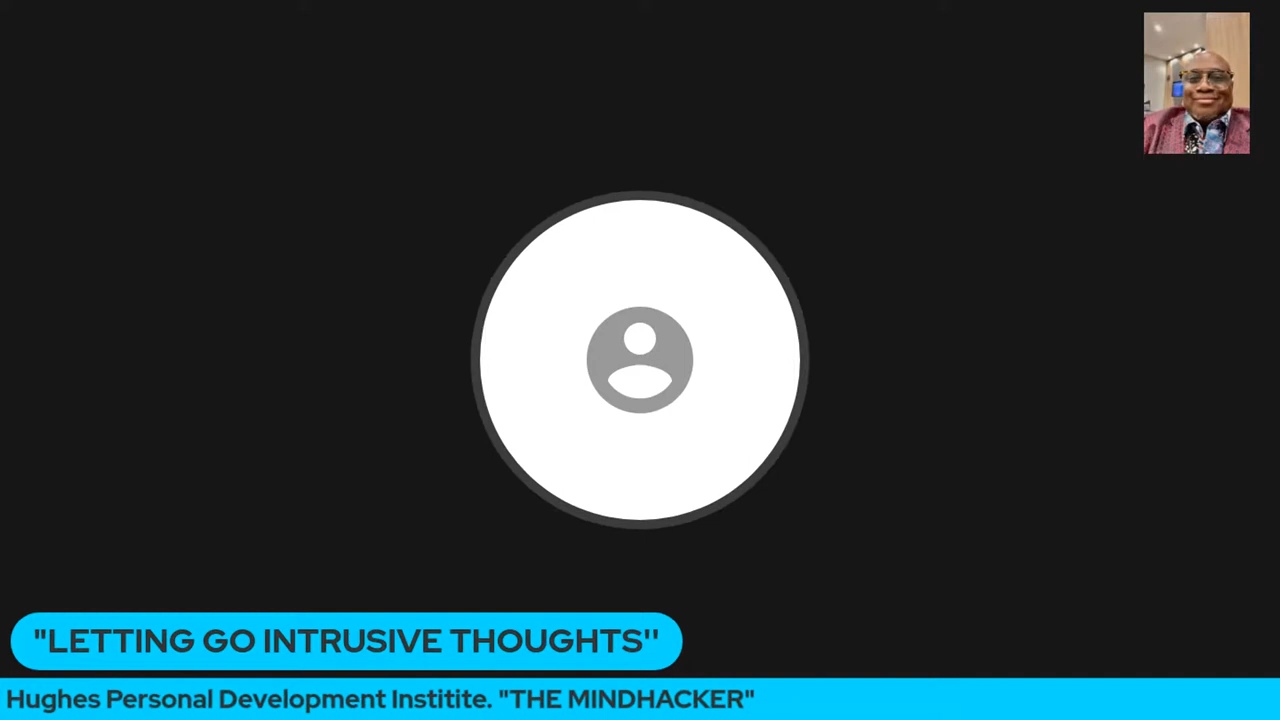 "LETTING GO INTRUSIVE THOUGHTS''
Hughes Personal Development Institite. "THE MINDHACKER"